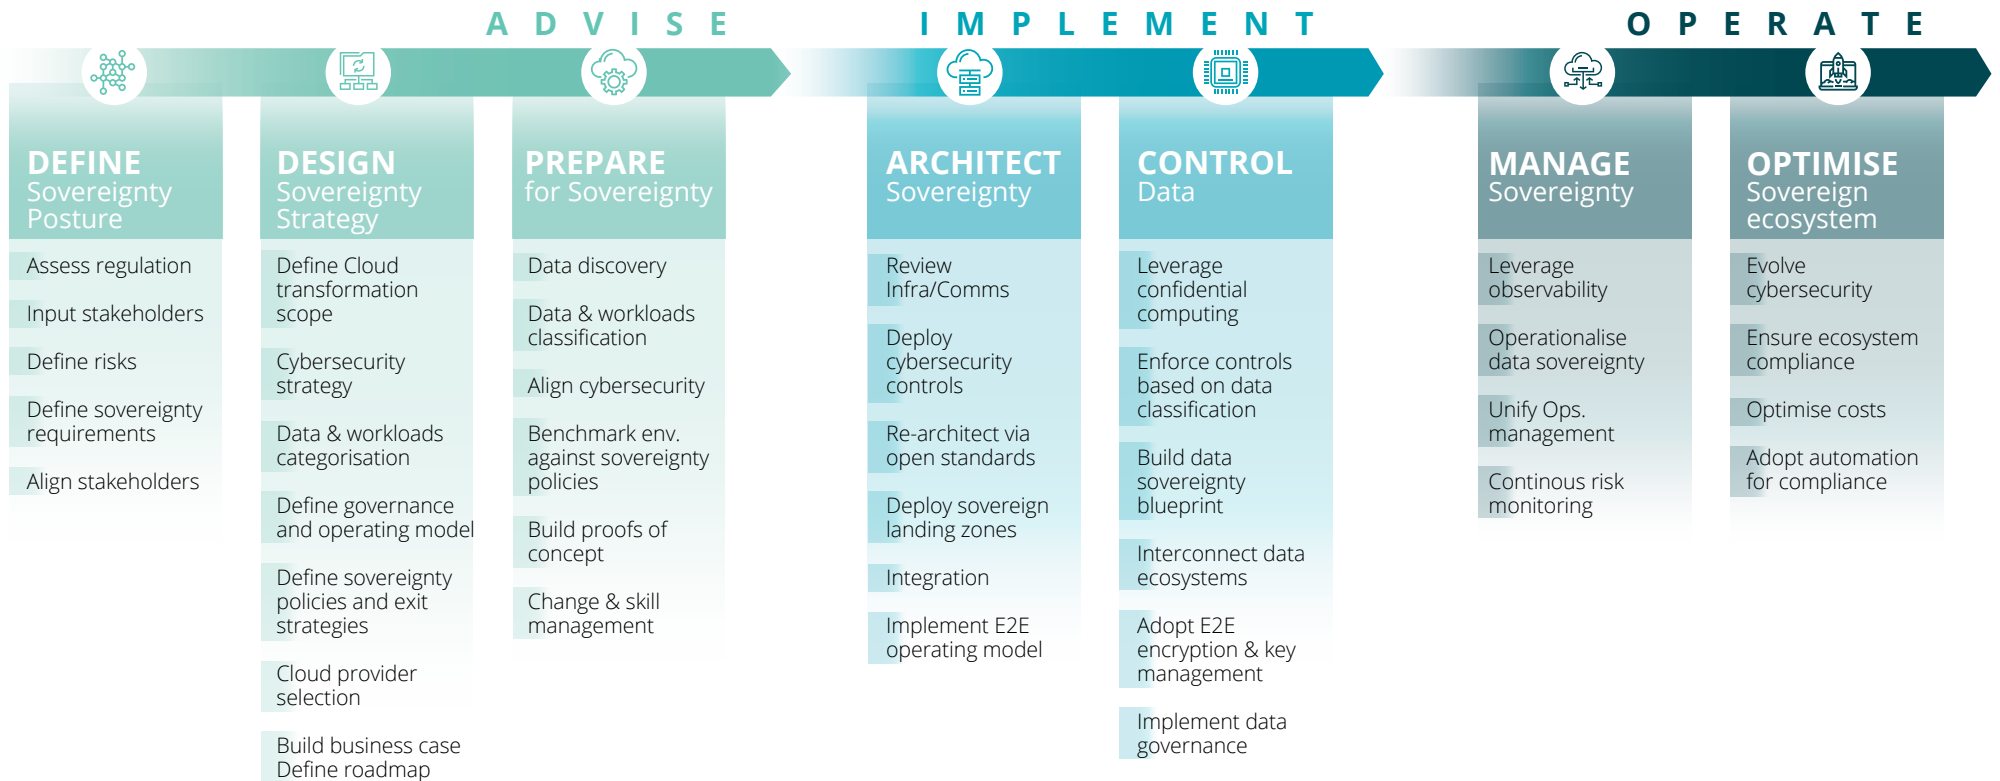 ADVISE
IMPLEMENT
OPERATE
DEFINE
Sovereignty
Posture
Assess regulation
Input stakeholders
Define risks
Define sovereignty
requirements
Align stakeholders
DESIGN
Sovereignty
Strategy
Define Cloud
transformation
scope
Cybersecurity
strategy
Data & workloads
categorisation
Define governance
and operating model
Define sovereignty
policies and exit
strategies
Cloud provider
selection
Build business case
Define roadmap
PREPARE
for Sovereignty
Data discovery
Data & workloads
classification
Align cybersecurity
Benchmark env.
against sovereignty
policies
Build proofs of
concept
Change & skill
management
ARCHITECT
Sovereignty
Review
Infra/Comms
Deploy
cybersecurity
controls
Re-architect via
open standards
Deploy sovereign
landing zones
Integration
Implement E2E
operating model
CONTROL
Data
Leverage
confidential
computing
Enforce controls
based on data
classification
Build data
sovereignty
blueprint
Interconnect data
ecosystems
Adopt E2E
encryption & key
management
Implement data
governance
MANAGE
Sovereignty
Leverage
observability
Operationalise
data sovereignty
Unify Ops.
management
Continous risk
monitoring
OPTIMISE
Sovereign
ecosystem
Evolve
cybersecurity
Ensure ecosystem
compliance
Optimise costs
Adopt automation
for compliance